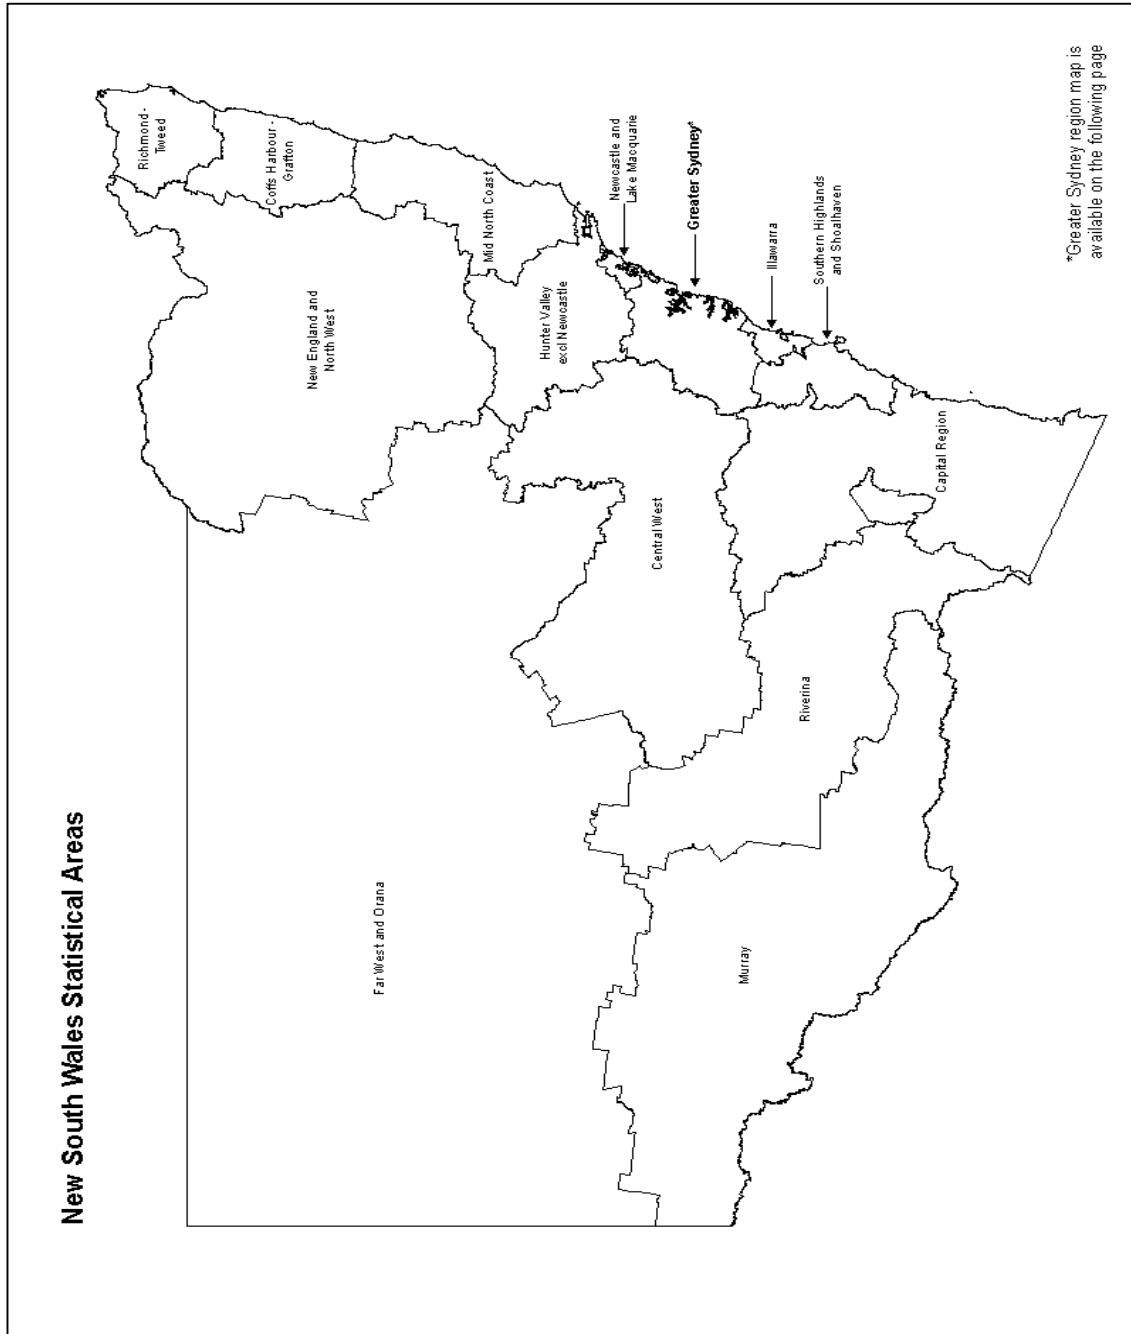 New South Wales Statistical Areas
Richmond -
Tweed
Coffs Harbour -
Grafton
New England and
North West
Mid North Coast
Hunter Valley
excl Newcastle
Newcastle and
Lake Macquarie
Greater Sydney*
Far West and Orana
Central West
Illawarra
Southern Highlands
and Shoalhaven
Capital Region
Riverina
Murray
*Greater Sydney region map is
available on the following page